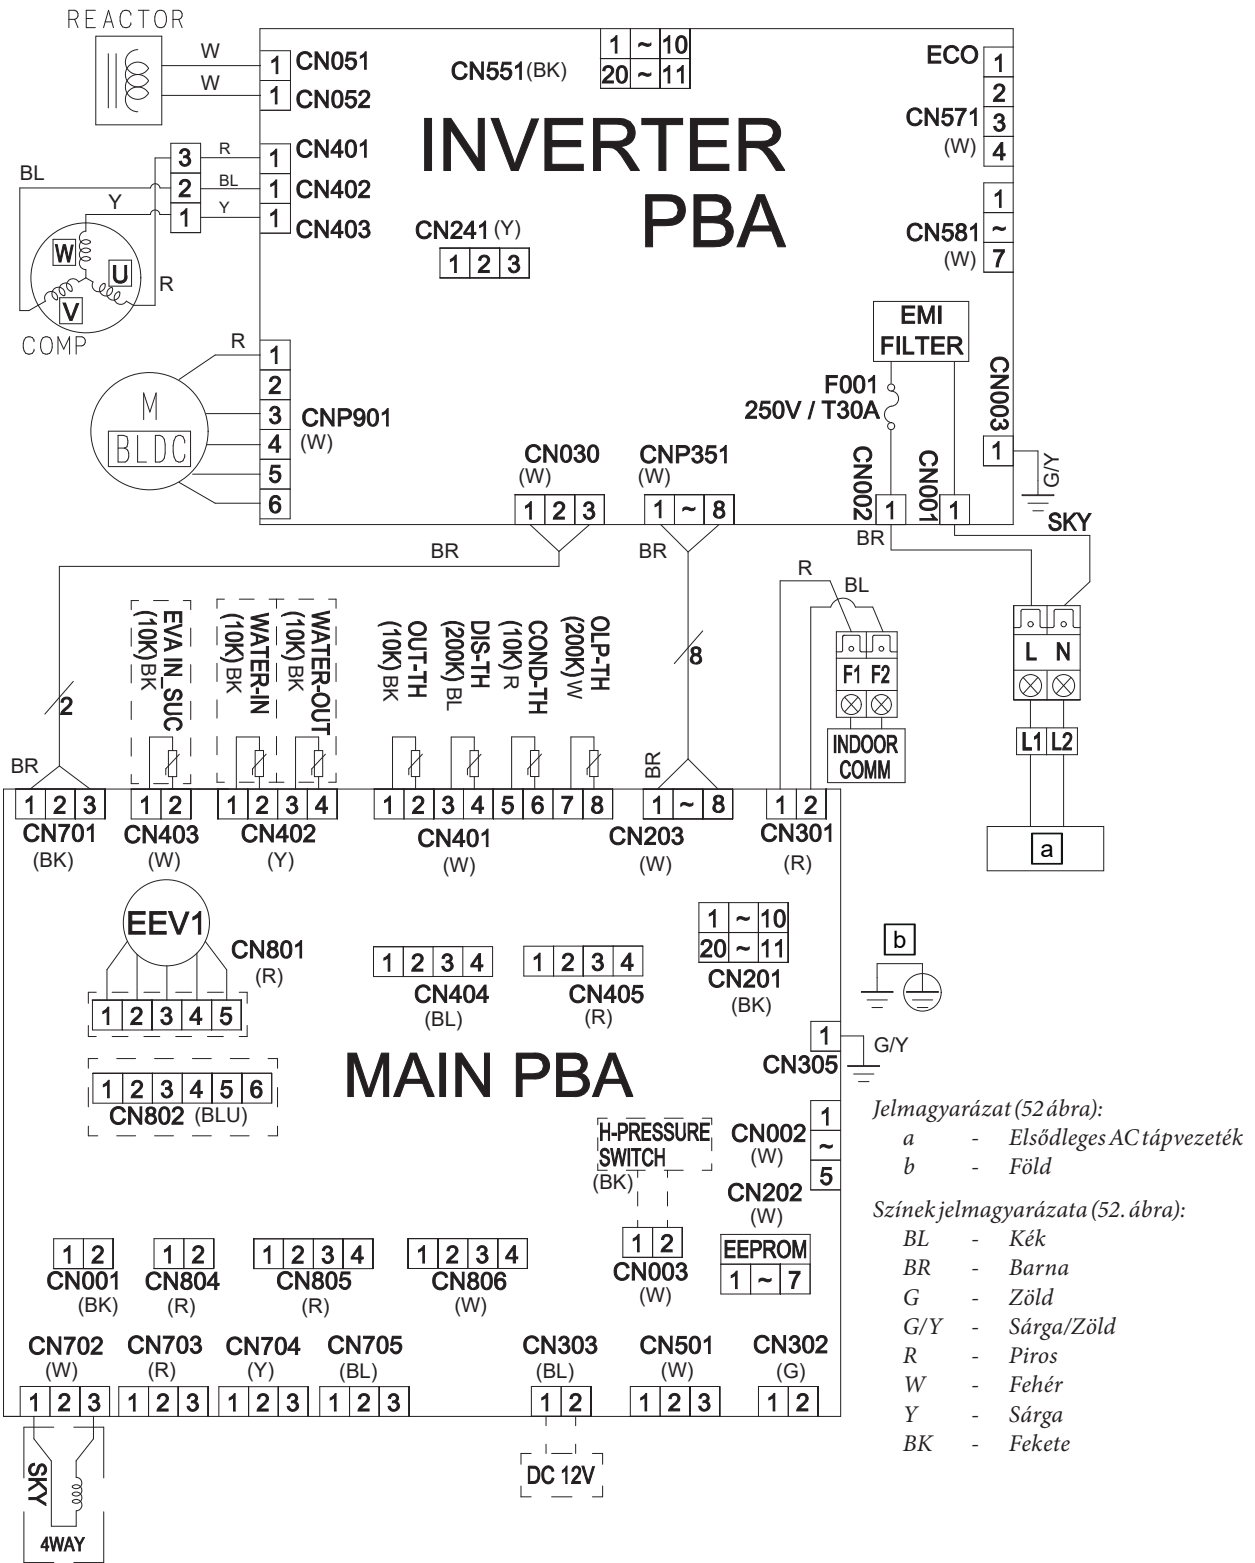 REACTOR
W
W
1 CN051
1 CN052
CN551(BK)
1 ~ 10
20 ~ 11
ECO
1
2
3
4
CN571
(W)
1
~
7
CN581
(W)
INVERTER
PBA
3 R 1 CN401
2 BL 1 CN402
1 Y 1 CN403
BL
Y
W
U
V
R
COMP
CN241 (Y)
1 2 3
EMI
FILTER
F001
250V / T30A
CN003
1
G/Y
R
1
2
3
4
5
6
CNP901
(W)
M
BLDC
CN030
(W)
1 2 3
CNP351
(W)
1 ~ 8
CN002
1
CN001
1
BR
SKY
BR
BR
R
BL
2
8
EVA IN_SUC
(10K) BK
WATER-IN
(10K) BK
WATER-OUT
(10K) BK
OUT-TH
(10K) BK
DIS-TH
(200K) BL
COND-TH
(10K) R
OLP-TH
(200K) W
F1 F2
INDOOR
COMM
L N
L1 L2
a
BR
BR
1 2 3
CN701
(BK)
1 2
CN403
(W)
1 2 3 4
CN402
(Y)
1 2 3 4 5 6 7 8
CN401
(W)
1 ~ 8
CN203
(W)
1 2
CN301
(R)
EEV1
CN801
(R)
1 2 3 4 5
1 2 3 4 5 6
CN802 (BLU)
1 2 3 4
CN404
(BL)
1 2 3 4
CN405
(R)
1 ~ 10
20 ~ 11
CN201
(BK)
b
1
CN305
G/Y
MAIN PBA
H-PRESSURE
SWITCH
(BK)
1 2
CN003
(W)
CN002
(W)
1
~
5
CN202
(W)
EEPROM
1 ~ 7
1 2
CN001
(BK)
1 2
CN804
(R)
1 2 3 4
CN805
(R)
1 2 3 4
CN806
(W)
CN702
(W)
1 2 3
CN703
(R)
1 2 3
CN704
(Y)
1 2 3
CN705
(BL)
1 2 3
CN303
(BL)
1 2
CN501
(W)
1 2 3
CN302
(G)
1 2
SKY
4WAY
DC 12V
Jelmagyarázat (52 ábra):
a - Elsődleges AC tápvezeték
b - Föld
Színek jelmagyarázata (52. ábra):
BL - Kék
BR - Barna
G - Zöld
G/Y - Sárga/Zöld
R - Piros
W - Fehér
Y - Sárga
BK - Fekete